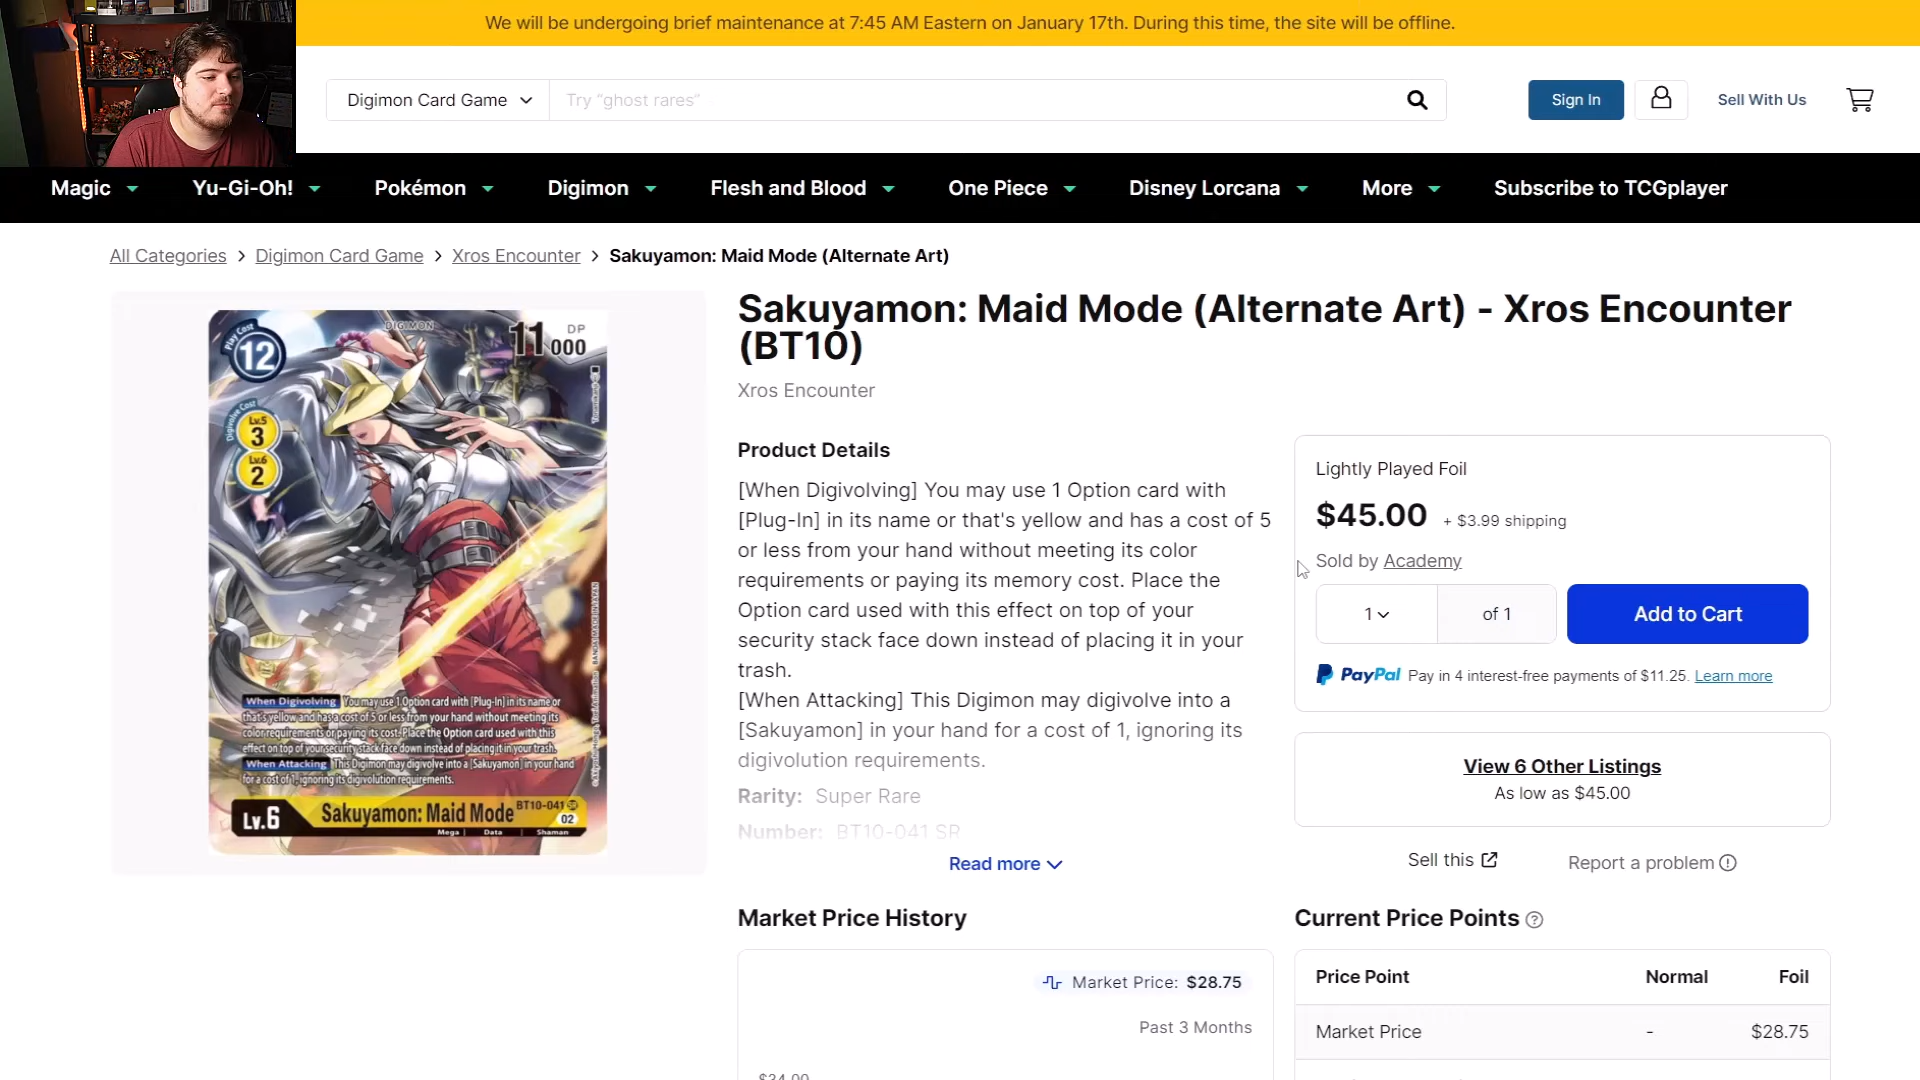 We will be undergoing brief maintenance at 7:45 AM Eastern on January 17th. During this time, the site will be offline.
Digimon Card Game
Try “ghost rares”
Sign In
Sell With Us
Magic
Yu-Gi-Oh!
Pokémon
Digimon
Flesh and Blood
One Piece
Disney Lorcana
More
Subscribe to TCGplayer
All Categories > Digimon Card Game > Xros Encounter > Sakuyamon: Maid Mode (Alternate Art)
Play Cost
12
DIGIMON
11000
DP
Digivolve Cost
Lv.5
3
Lv.6
2
When Digivolving You may use 1 Option card with [Plug-In] in its name or
that's yellow and has a cost of 5 or less from your hand without meeting its
color requirements or paying its cost. Place the Option card used with this
effect on top of your security stack face down instead of placing it in your trash.
When Attacking This Digimon may digivolve into a [Sakuyamon] in your hand
for a cost of 1, ignoring its digivolution requirements.
Lv.6
Sakuyamon: Maid Mode
BT10-041 SR
02
Mega | Data | Shaman
Sakuyamon: Maid Mode (Alternate Art) - Xros Encounter
(BT10)
Xros Encounter
Product Details
[When Digivolving] You may use 1 Option card with
[Plug-In] in its name or that's yellow and has a cost of 5
or less from your hand without meeting its color
requirements or paying its memory cost. Place the
Option card used with this effect on top of your
security stack face down instead of placing it in your
trash.
[When Attacking] This Digimon may digivolve into a
[Sakuyamon] in your hand for a cost of 1, ignoring its
digivolution requirements.
Rarity: Super Rare
Number: BT10-041 SR
Read more
Lightly Played Foil
$45.00 + $3.99 shipping
Sold by Academy
1
of 1
Add to Cart
PayPal Pay in 4 interest-free payments of $11.25. Learn more
View 6 Other Listings
As low as $45.00
Sell this
Report a problem
Market Price History
Market Price: $28.75
Past 3 Months
$34.00
Current Price Points
Price Point Normal Foil
Market Price - $28.75